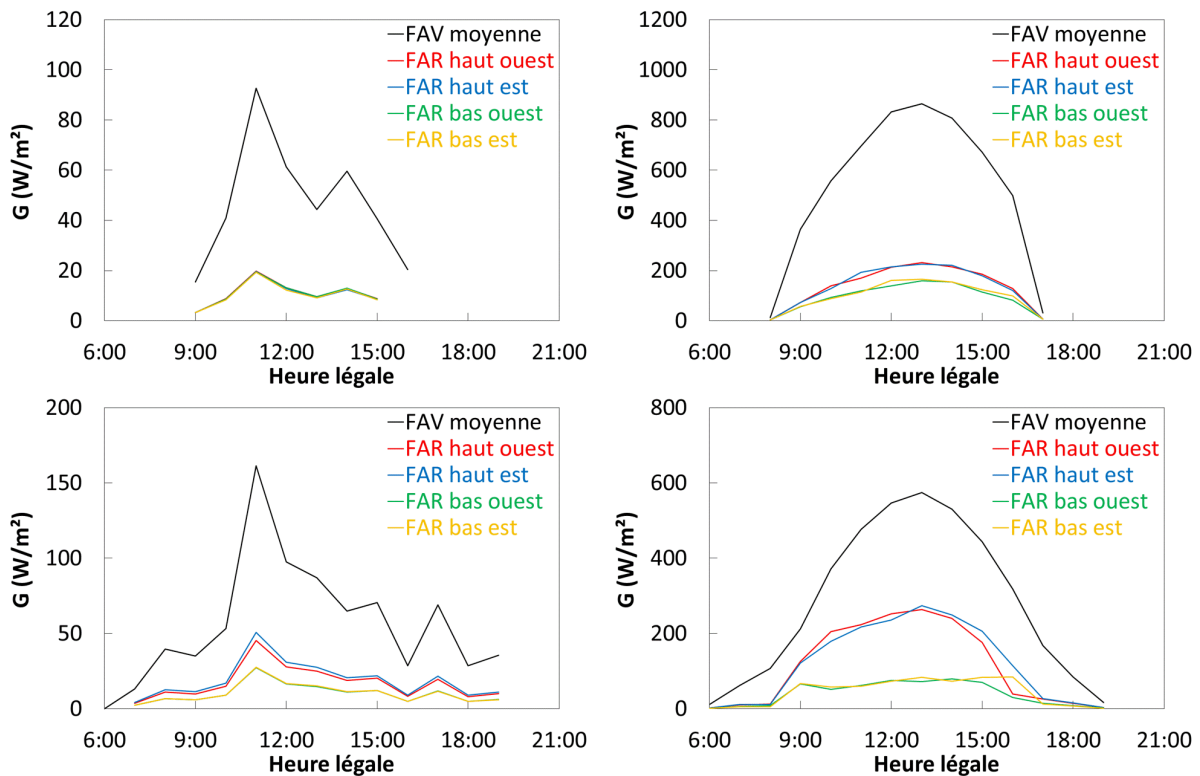 120
100
80
60
40
20
0
G (W/m²)
FAV moyenne
FAR haut ouest
FAR haut est
FAR bas ouest
FAR bas est
6:00 9:00 12:00 15:00 18:00 21:00
Heure légale
1200
1000
800
600
400
200
0
G (W/m²)
FAV moyenne
FAR haut ouest
FAR haut est
FAR bas ouest
FAR bas est
6:00 9:00 12:00 15:00 18:00 21:00
Heure légale
200
150
100
50
0
G (W/m²)
FAV moyenne
FAR haut ouest
FAR haut est
FAR bas ouest
FAR bas est
6:00 9:00 12:00 15:00 18:00 21:00
Heure légale
800
600
400
200
0
G (W/m²)
FAV moyenne
FAR haut ouest
FAR haut est
FAR bas ouest
FAR bas est
6:00 9:00 12:00 15:00 18:00 21:00
Heure légale